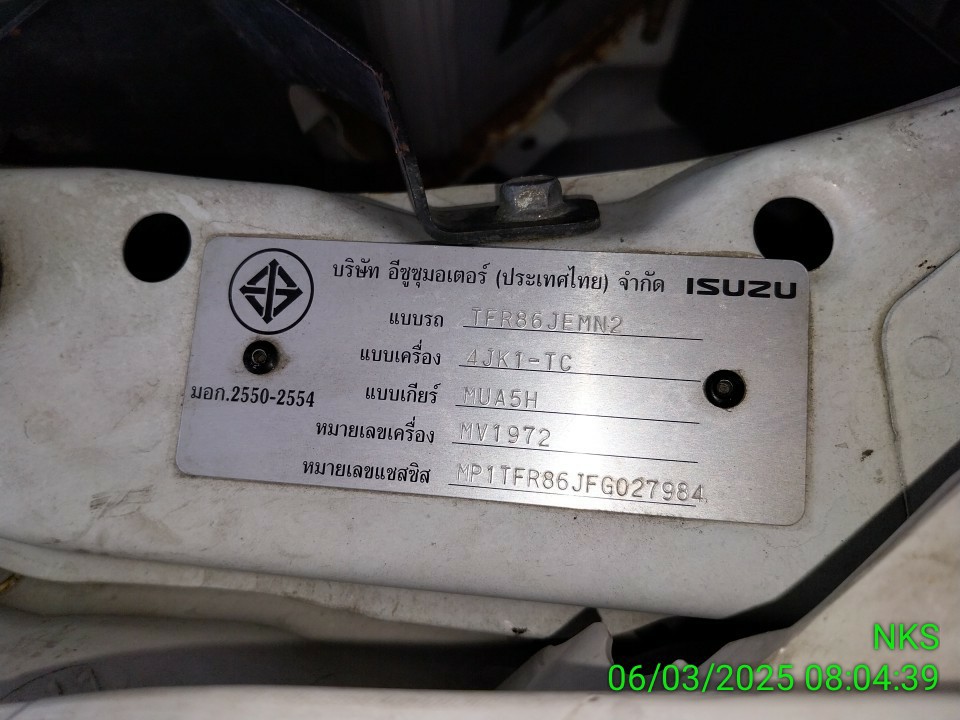 บริษัท อีซูซุมอเตอร์ (ประเทศไทย) จำกัด ISUZU
แบบรถ TFR86JEMN2
แบบเครื่อง 4JK1-TC
มอก.2550-2554 แบบเกียร์ MUA5H
หมายเลขเครื่อง MV1972
หมายเลขแชสซิส MP1TFR86JFG027984
NKS
06/03/2025 08:04:39